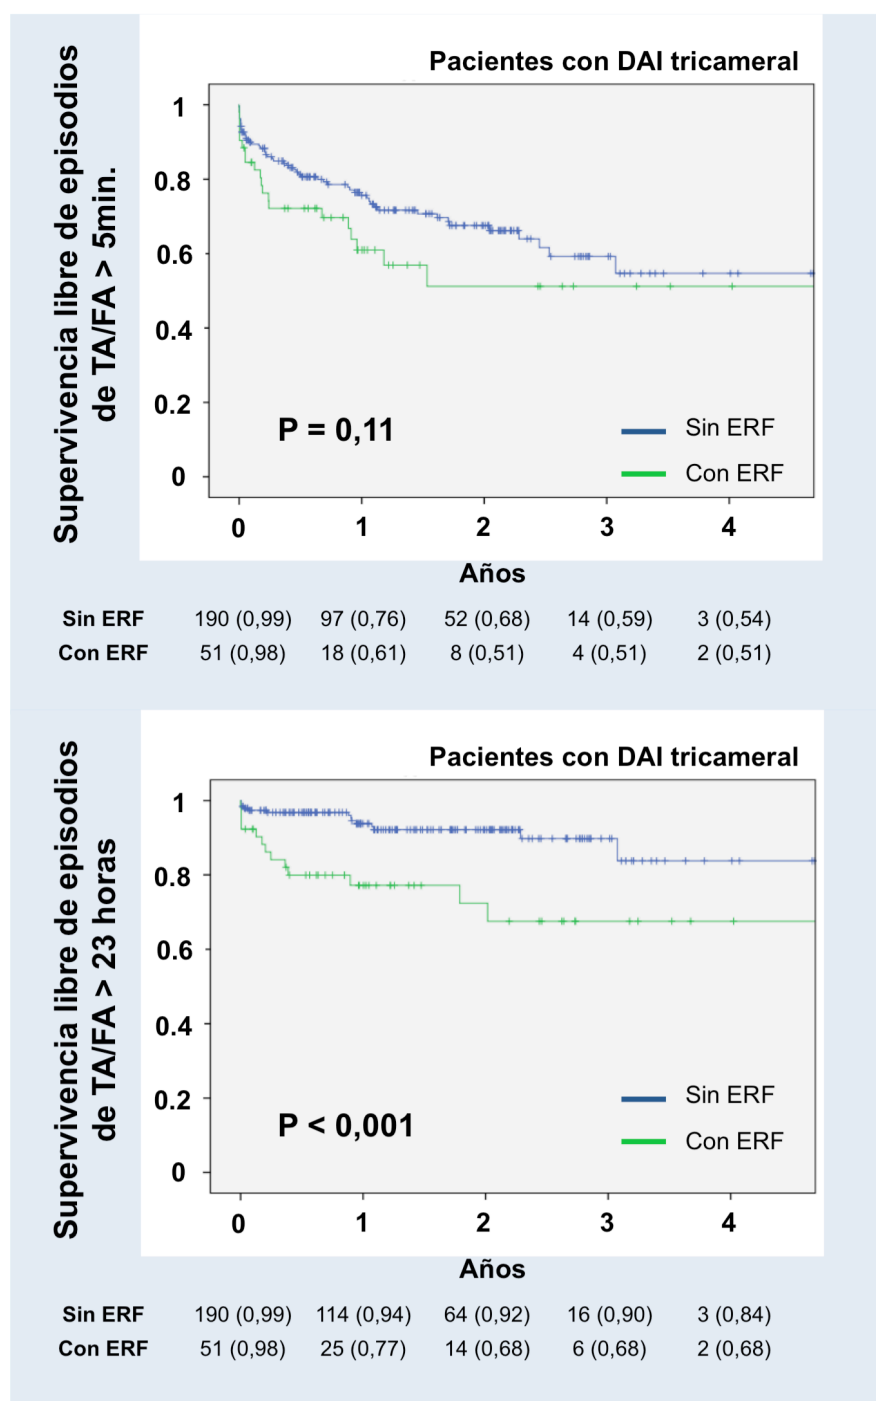 Pacientes con DAI tricameral
Supervivencia libre de episodios
de TA/FA > 5min.
1
0.8
0.6
0.4
0.2
0
P = 0,11
Sin ERF
Con ERF
0 1 2 3 4
Años
Sin ERF 190 (0,99) 97 (0,76) 52 (0,68) 14 (0,59) 3 (0,54)
Con ERF 51 (0,98) 18 (0,61) 8 (0,51) 4 (0,51) 2 (0,51)
Pacientes con DAI tricameral
Supervivencia libre de episodios
de TA/FA > 23 horas
1
0.8
0.6
0.4
0.2
0
P < 0,001
Sin ERF
Con ERF
0 1 2 3 4
Años
Sin ERF 190 (0,99) 114 (0,94) 64 (0,92) 16 (0,90) 3 (0,84)
Con ERF 51 (0,98) 25 (0,77) 14 (0,68) 6 (0,68) 2 (0,68)